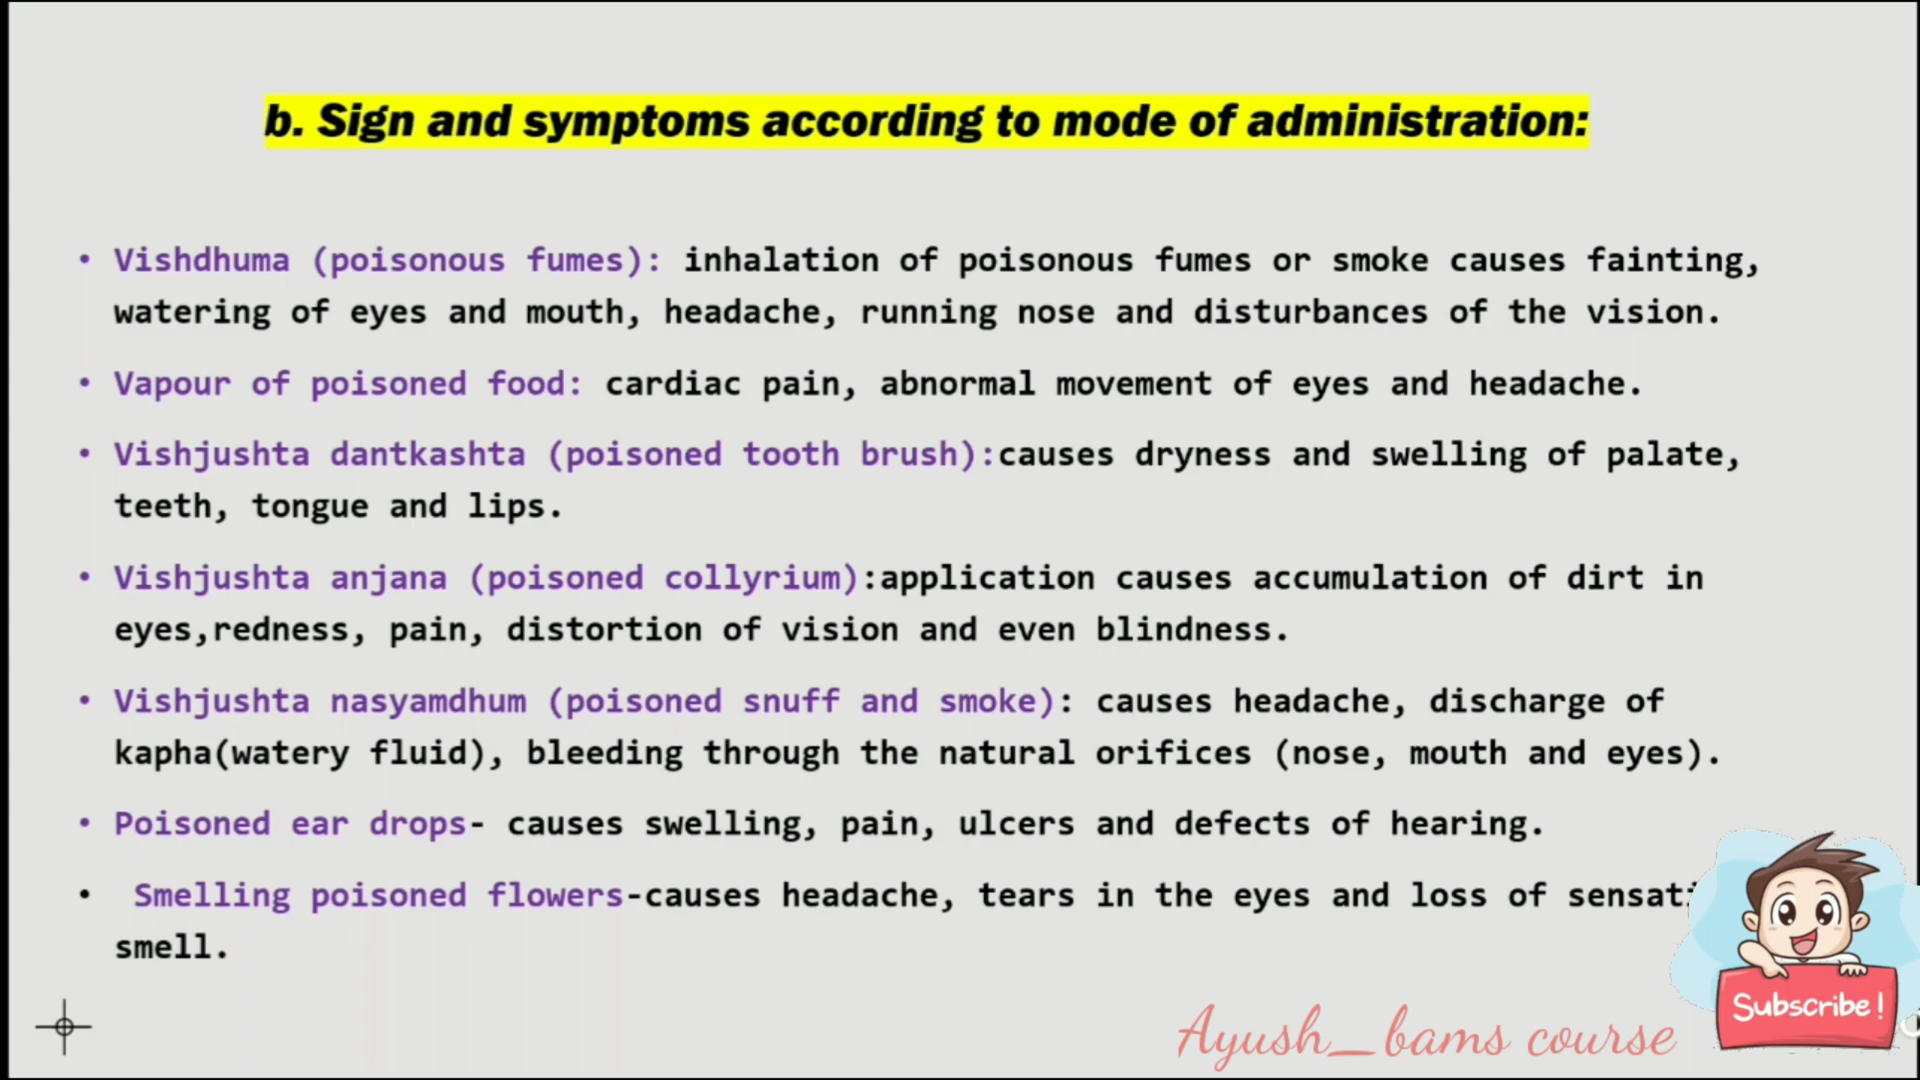 b. Sign and symptoms according to mode of administration:
• Vishdhuma (poisonous fumes): inhalation of poisonous fumes or smoke causes fainting,
watering of eyes and mouth, headache, running nose and disturbances of the vision.
• Vapour of poisoned food: cardiac pain, abnormal movement of eyes and headache.
• Vishjushta dantkashta (poisoned tooth brush):causes dryness and swelling of palate,
teeth, tongue and lips.
• Vishjushta anjana (poisoned collyrium):application causes accumulation of dirt in
eyes,redness, pain, distortion of vision and even blindness.
• Vishjushta nasyamdhum (poisoned snuff and smoke): causes headache, discharge of
kapha(watery fluid), bleeding through the natural orifices (nose, mouth and eyes).
• Poisoned ear drops- causes swelling, pain, ulcers and defects of hearing.
• Smelling poisoned flowers-causes headache, tears in the eyes and loss of
smell.
Subscribe!
Ayush_bams course